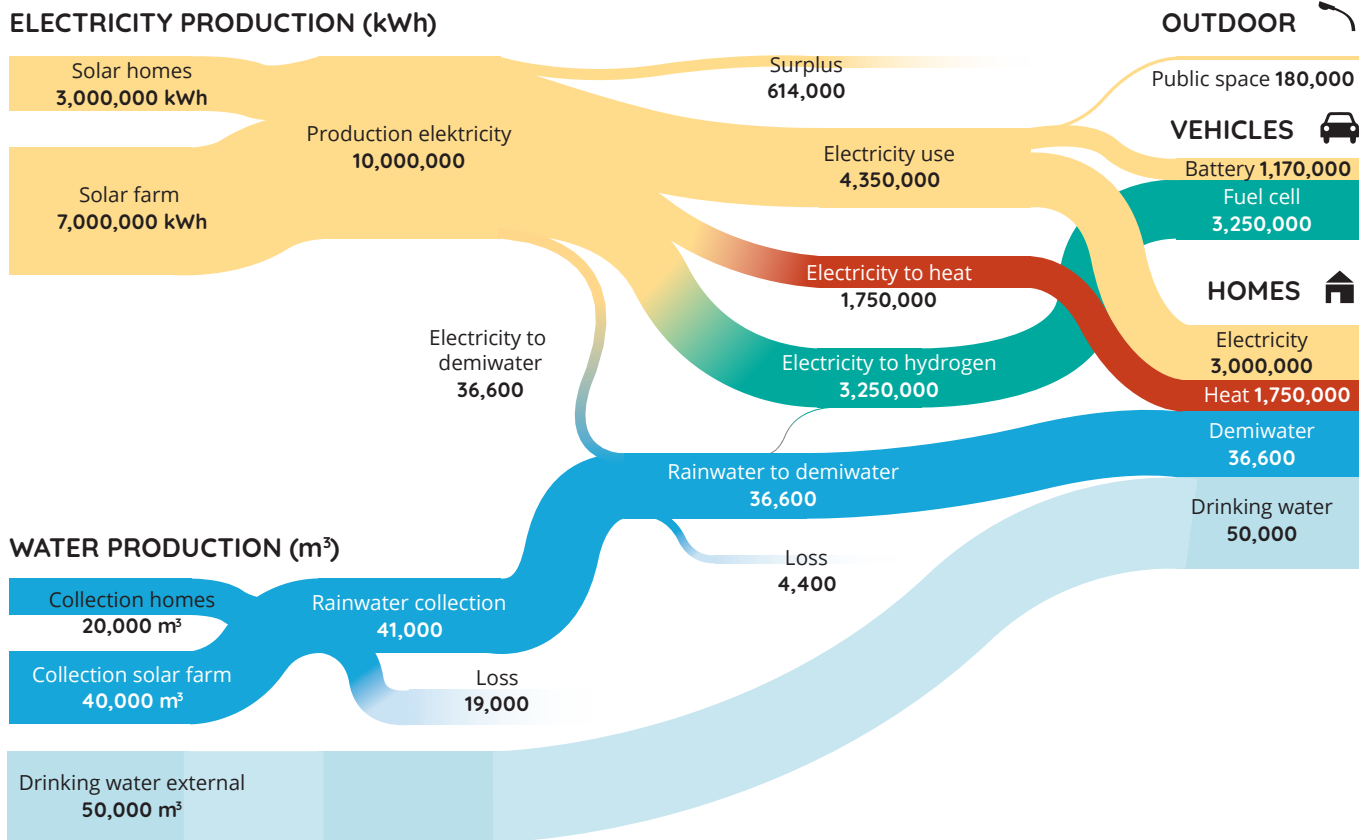 ELECTRICITY PRODUCTION (kWh)
Solar homes
3,000,000 kWh
Solar farm
7,000,000 kWh
Production elektricity
10,000,000
Surplus
614,000
Electricity use
4,350,000
Electricity to heat
1,750,000
Electricity to
demiwater
36,600
Electricity to hydrogen
3,250,000
OUTDOOR
Public space 180,000
VEHICLES
Battery 1,170,000
Fuel cell
3,250,000
HOMES
Electricity
3,000,000
Heat 1,750,000
Demiwater
36,600
Drinking water
50,000
Rainwater to demiwater
36,600
Loss
4,400
WATER PRODUCTION (m³)
Collection homes
20,000 m³
Collection solar farm
40,000 m³
Rainwater collection
41,000
Loss
19,000
Drinking water external
50,000 m³